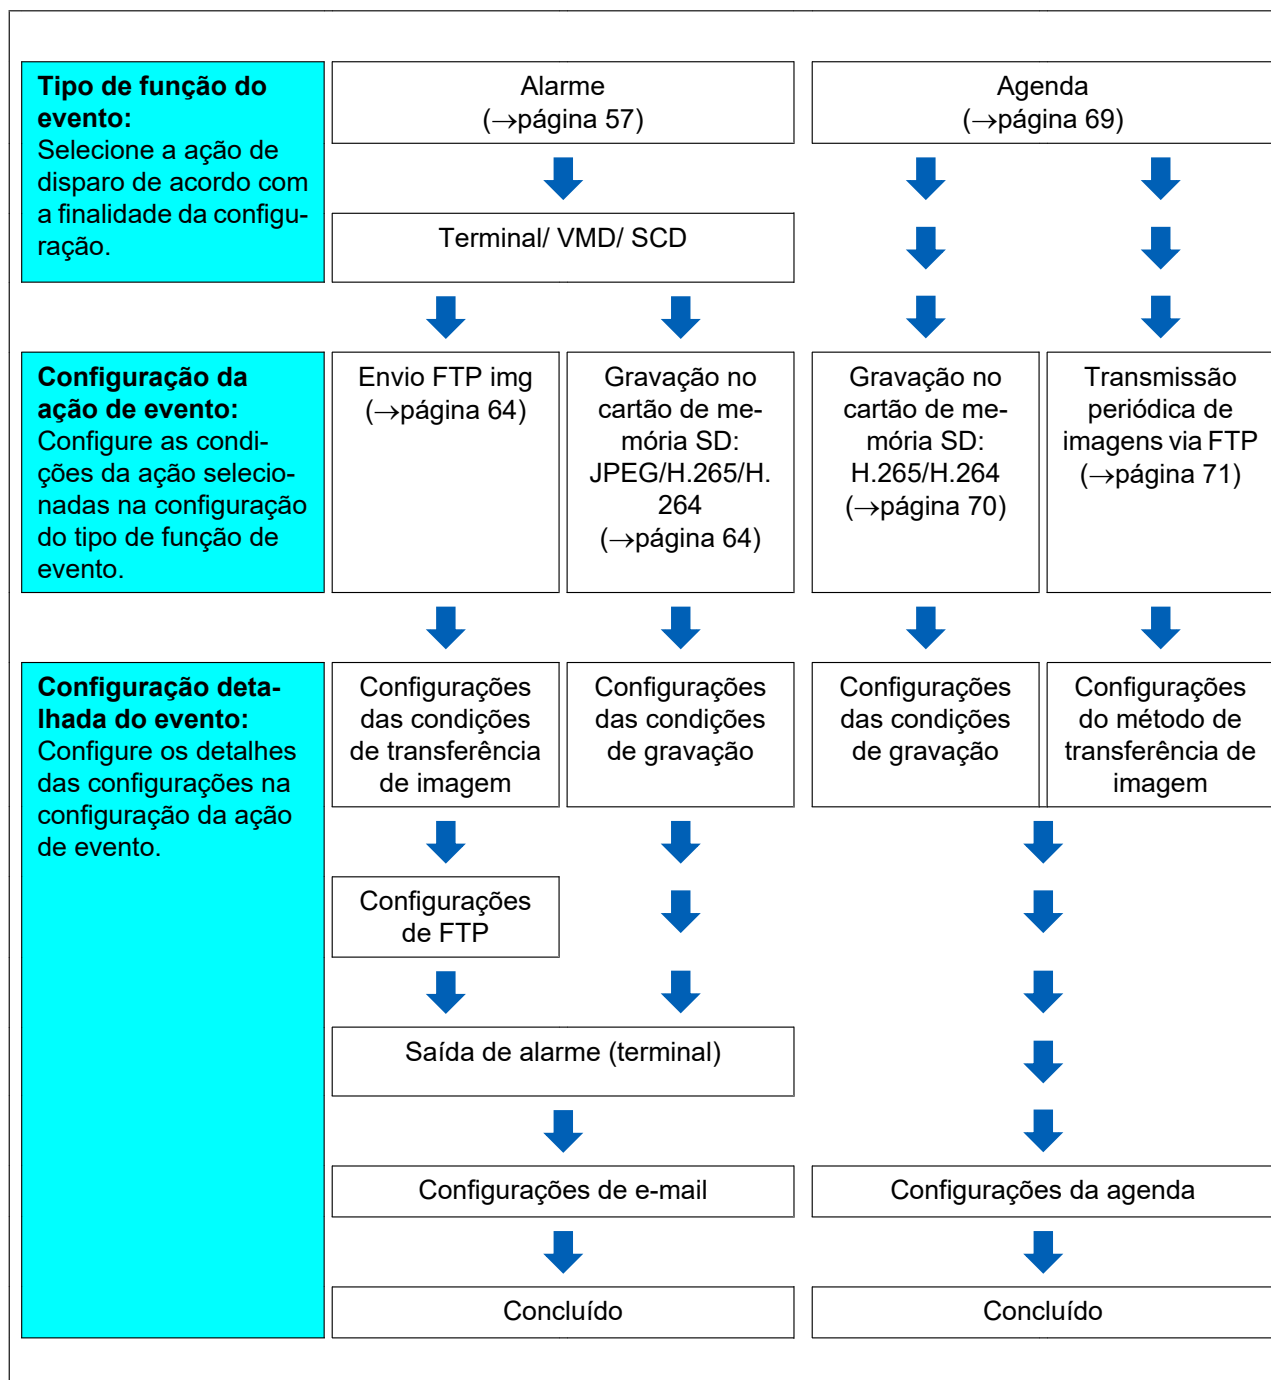 Tipo de função do
evento:
Selecione a ação de
disparo de acordo com
a finalidade da configu-
ração.
Alarme
(→página 57)
Agenda
(→página 69)
Terminal/ VMD/ SCD
Configuração da
ação de evento:
Configure as condi-
ções da ação selecio-
nadas na configuração
do tipo de função de
evento.
Envio FTP img
(→página 64)
Gravação no
cartão de me-
mória SD:
JPEG/H.265/H.
264
(→página 64)
Gravação no
cartão de me-
mória SD:
H.265/H.264
(→página 70)
Transmissão
periódica de
imagens via FTP
(→página 71)
Configuração deta-
lhada do evento:
Configure os detalhes
das configurações na
configuração da ação
de evento.
Configurações
das condições
de transferência
de imagem
Configurações
das condições
de gravação
Configurações
das condições
de gravação
Configurações
do método de
transferência de
imagem
Configurações
de FTP
Saída de alarme (terminal)
Configurações de e-mail
Configurações da agenda
Concluído
Concluído